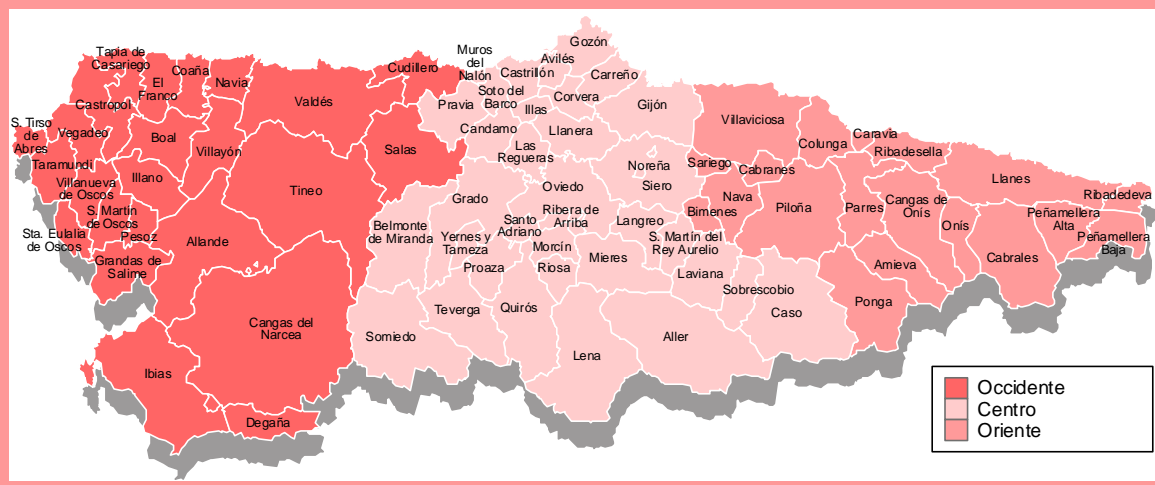 Gozón
Tapia de
Casariego
Muros
del
Nalón
Avilés
Cudillero
Castrillón
Carreño
Coaña
El
Franco
Navia
Valdés
Soto del
Barco
Corvera
Castropol
Pravia
Illas
Gijón
S. Tirso
de
Abres
Vegadeo
Boal
Candamo
Llanera
Villaviciosa
Caravia
Colunga
Ribadesella
Salas
Las
Regueras
Villayón
Taramundi
Illano
Noreña
Sariego
Cabranes
Villanueva
de Oscos
Tineo
Oviedo
Siero
Llanes
Grado
Nava
Ribadedeva
S. Martín
de Oscos
Belmonte
de Miranda
Santo
Adriano
Ribera de
Arriba
Langreo
Bimenes
Piloña
Parres
Cangas de
Onís
Onís
Peñamellera
Alta
Sta. Eulalia
de Oscos
Pesoz
Allande
Yernes y
Tameza
Morcín
S. Martín del
Rey Aurelio
Peñamellera
Baja
Grandas de
Salime
Proaza
Riosa
Mieres
Laviana
Amieva
Cabrales
Sobrescobio
Teverga
Quirós
Caso
Ponga
Cangas del
Narcea
Somiedo
Aller
Lena
Ibias
Degaña
Occidente
Centro
Oriente